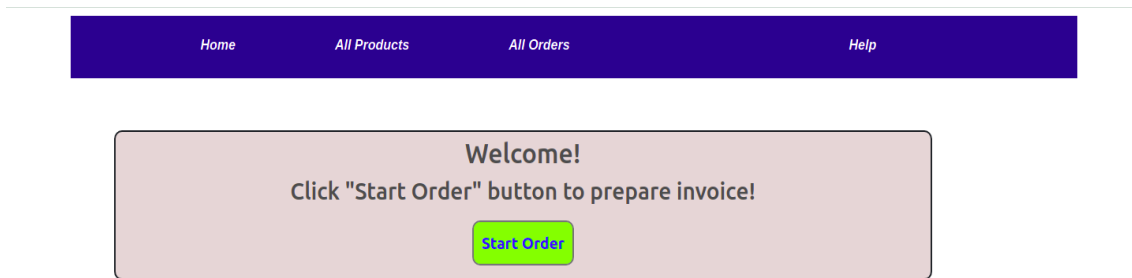 Home All Products All Orders Help
Welcome!
Click "Start Order" button to prepare invoice!
Start Order